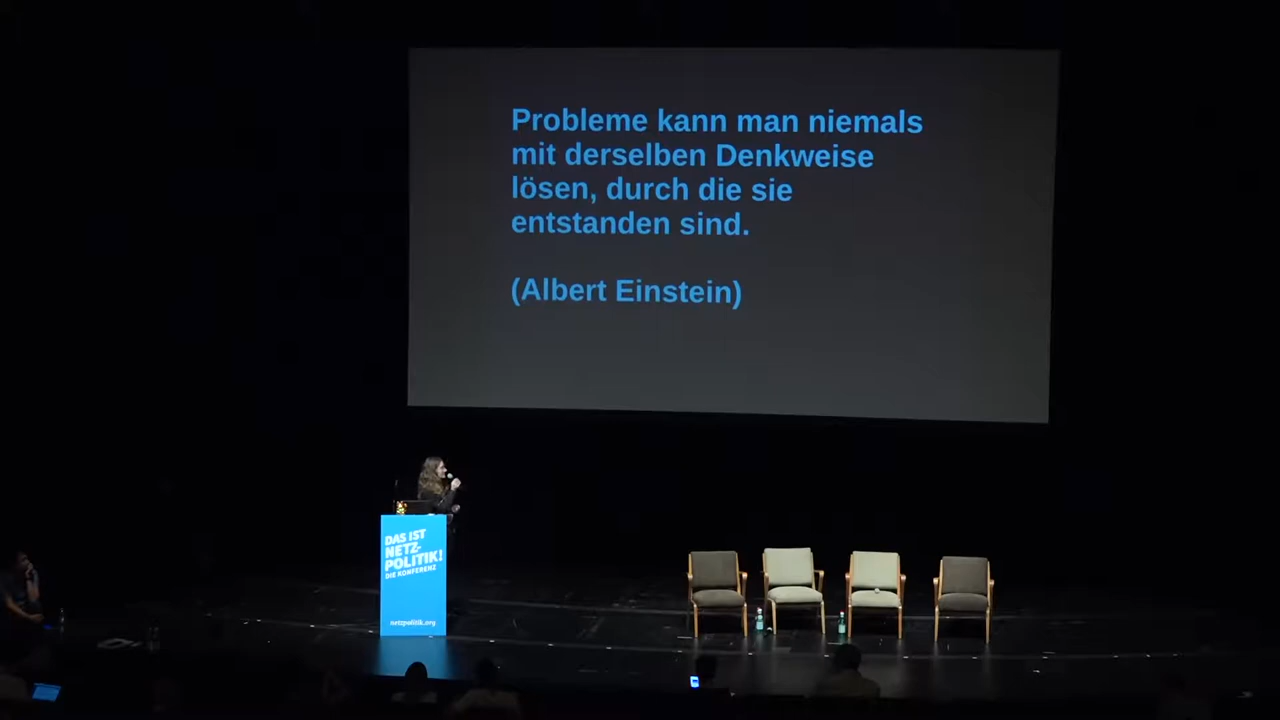 Probleme kann man niemals
mit derselben Denkweise
lösen, durch die sie
entstanden sind.
(Albert Einstein)
DAS IST
NETZ-
POLITIK!
DIE KONFERENZ
netzpolitik.org